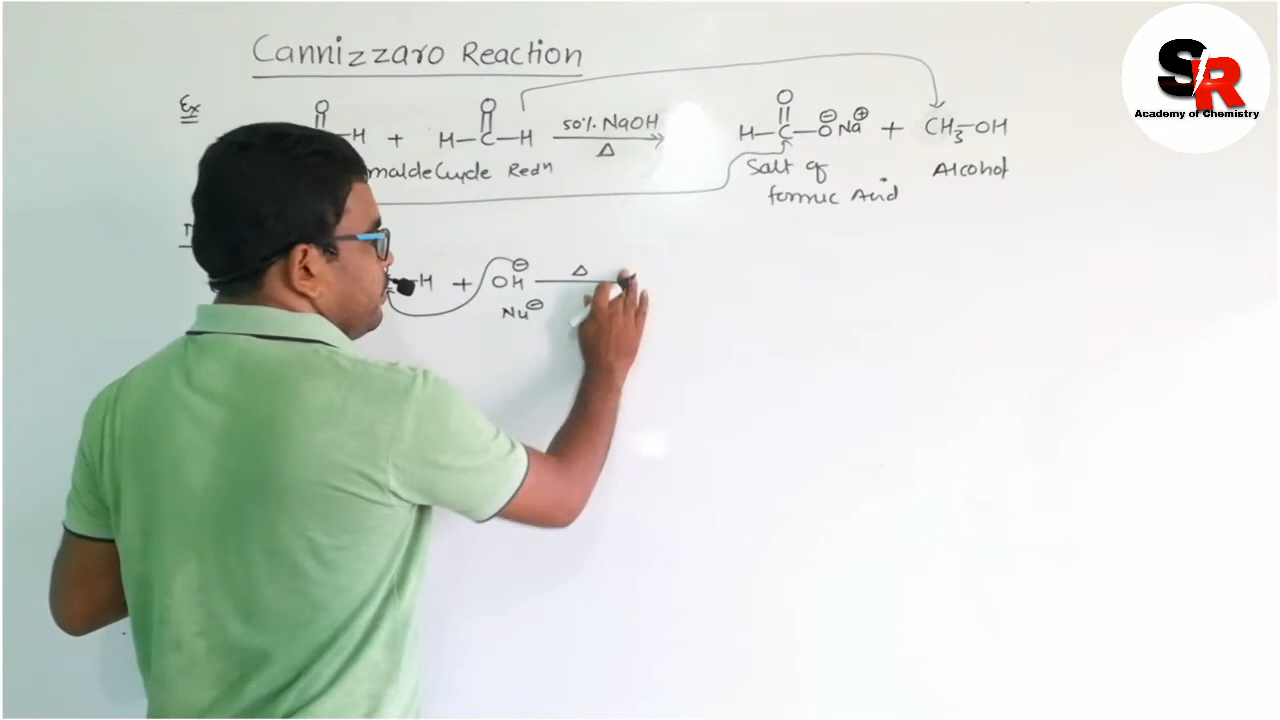 Cannizzaro Reaction
Ex
O O
H + H-C-H 50% NaOH Δ H-C-O⊖ Na⊕ + CH3-OH
Redn
Salt of Alcohol
formic Acid
-H + OH⊖ Δ
Nu⊖
SR
Academy of Chemistry